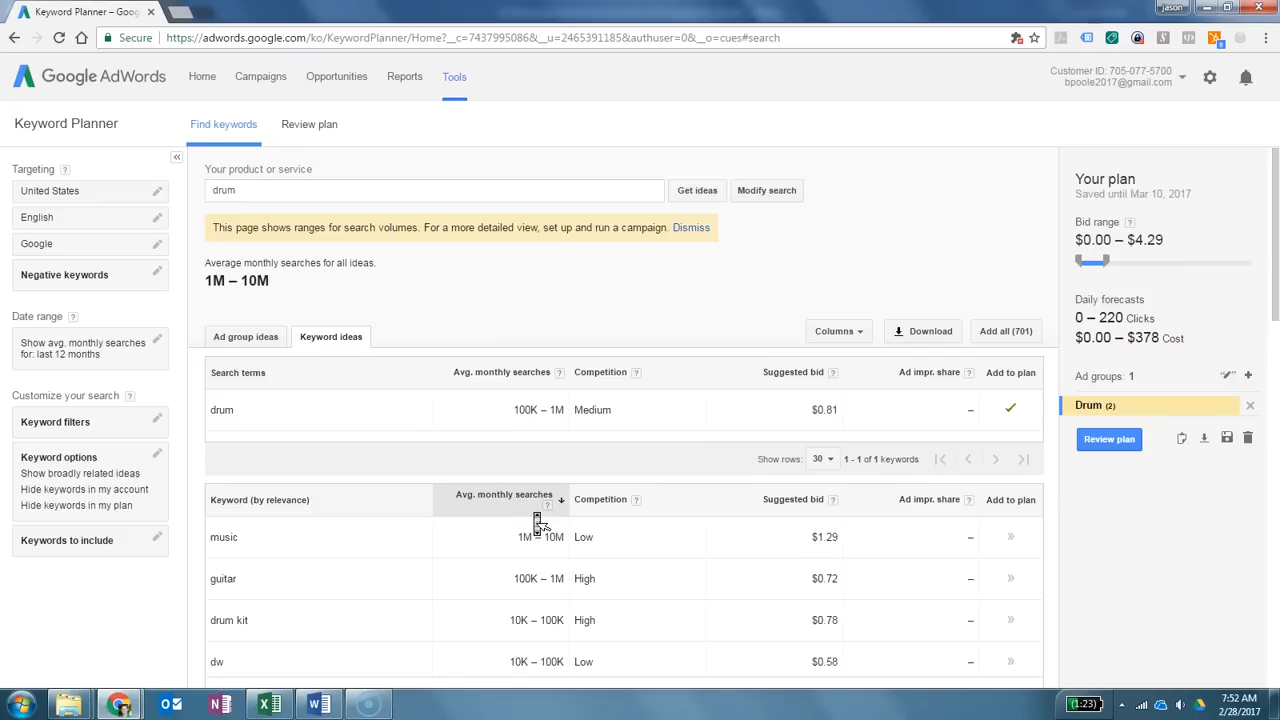 Keyword Planner – Goog
jason
Secure
https://adwords.google.com/ko/KeywordPlanner/Home?__c=7437995086&__u=2465391185&authuser=0&__o=cues#search
Google AdWords
Home
Campaigns
Opportunities
Reports
Tools
Customer ID: 705-077-5700
bpoole2017@gmail.com
Keyword Planner
Find keywords
Review plan
Targeting ?
United States
English
Google
Negative keywords
Date range ?
Show avg. monthly searches
for: last 12 months
Customize your search ?
Keyword filters
Keyword options
Show broadly related ideas
Hide keywords in my account
Hide keywords in my plan
Keywords to include
Your product or service
drum
Get ideas
Modify search
This page shows ranges for search volumes. For a more detailed view, set up and run a campaign. Dismiss
Average monthly searches for all ideas.
1M – 10M
Ad group ideas
Keyword ideas
Columns
Download
Add all (701)
Search terms
Avg. monthly searches ?
Competition ?
Suggested bid ?
Ad impr. share ?
Add to plan
drum
100K – 1M
Medium
$0.81
–
Show rows: 30
1 - 1 of 1 keywords
Keyword (by relevance)
Avg. monthly searches
?
Competition ?
Suggested bid ?
Ad impr. share ?
Add to plan
music
1M – 10M
Low
$1.29
–
guitar
100K – 1M
High
$0.72
–
drum kit
10K – 100K
High
$0.78
–
dw
10K – 100K
Low
$0.58
–
Your plan
Saved until Mar 10, 2017
Bid range ?
$0.00 – $4.29
Daily forecasts
0 – 220 Clicks
$0.00 – $378 Cost
Ad groups: 1
Drum (2)
Review plan
(1:23)
7:52 AM
2/28/2017